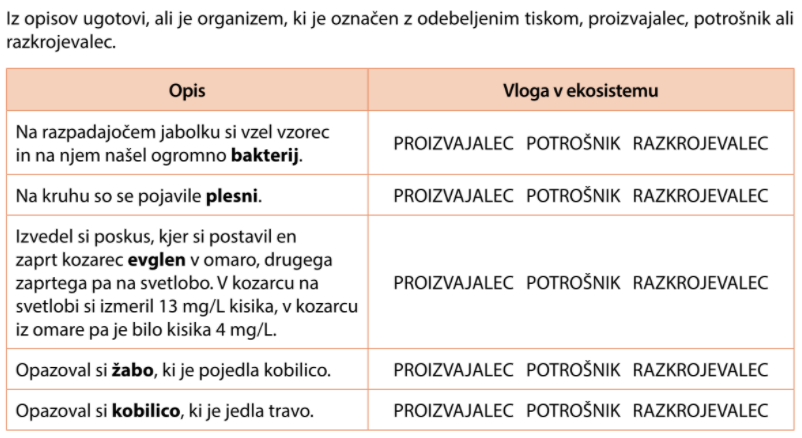 Iz opisov ugotovi, ali je organizem, ki je označen z odebeljenim tiskom, proizvajalec, potrošnik ali
razkrojevalec.
Opis
Vloga v ekosistemu
Na razpadajočem jabolku si vzel vzorec
in na njem našel ogromno bakterij.
PROIZVAJALEC POTROŠNIK RAZKROJEVALEC
Na kruhu so se pojavile plesni.
PROIZVAJALEC POTROŠNIK RAZKROJEVALEC
Izvedel si poskus, kjer si postavil en
zaprt kozarec evglen v omaro, drugega
zaprtega pa na svetlobo. V kozarcu na
svetlobi si izmeril 13 mg/L kisika, v kozarcu
iz omare pa je bilo kisika 4 mg/L.
PROIZVAJALEC POTROŠNIK RAZKROJEVALEC
Opazoval si žabo, ki je pojedla kobilico.
PROIZVAJALEC POTROŠNIK RAZKROJEVALEC
Opazoval si kobilico, ki je jedla travo.
PROIZVAJALEC POTROŠNIK RAZKROJEVALEC